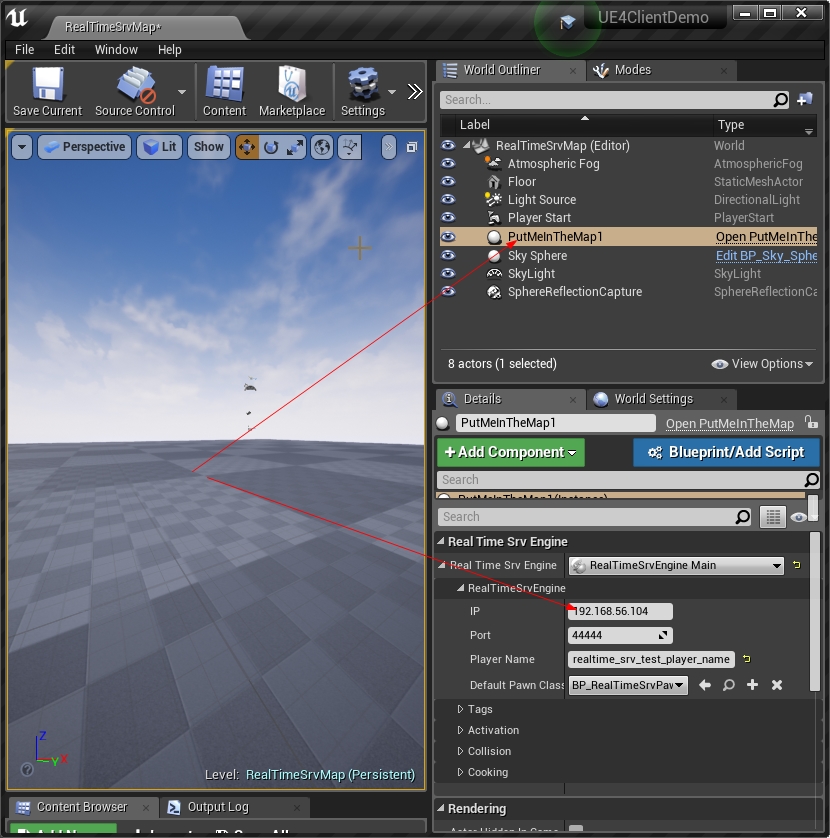 RealTimeSrvMap*
UE4ClientDemo
File Edit Window Help
Save Current Source Control Content Marketplace Settings
Perspective Lit Show
Level: RealTimeSrvMap (Persistent)
Z
Y X
Content Browser Output Log
World Outliner Modes
Search...
Label Type
RealTimeSrvMap (Editor) World
Atmospheric Fog AtmosphericFog
Floor StaticMeshActor
Light Source DirectionalLight
Player Start PlayerStart
PutMeInTheMap1 Open PutMeInThe
Sky Sphere Edit BP_Sky_Sphe
SkyLight SkyLight
SphereReflectionCapture SphereReflectionCa
8 actors (1 selected) View Options
Details World Settings
PutMeInTheMap1 Open PutMeInTheMap
+Add Component Blueprint/Add Script
Search
PutMeInTheMap1(Instance)
Search
Real Time Srv Engine
Real Time Srv Engine RealTimeSrvEngine Main
RealTimeSrvEngine
IP 192.168.56.104
Port 44444
Player Name realtime_srv_test_player_name
Default Pawn Class BP_RealTimeSrvPaw
Tags
Activation
Collision
Cooking
Rendering
Actor Hidden In Game